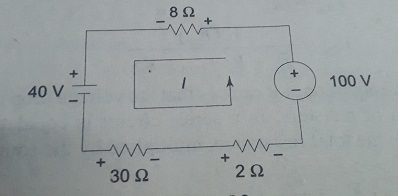 – 8 Ω +
+
40 V
–
I
+
–
100 V
+ – + –
30 Ω 2 Ω